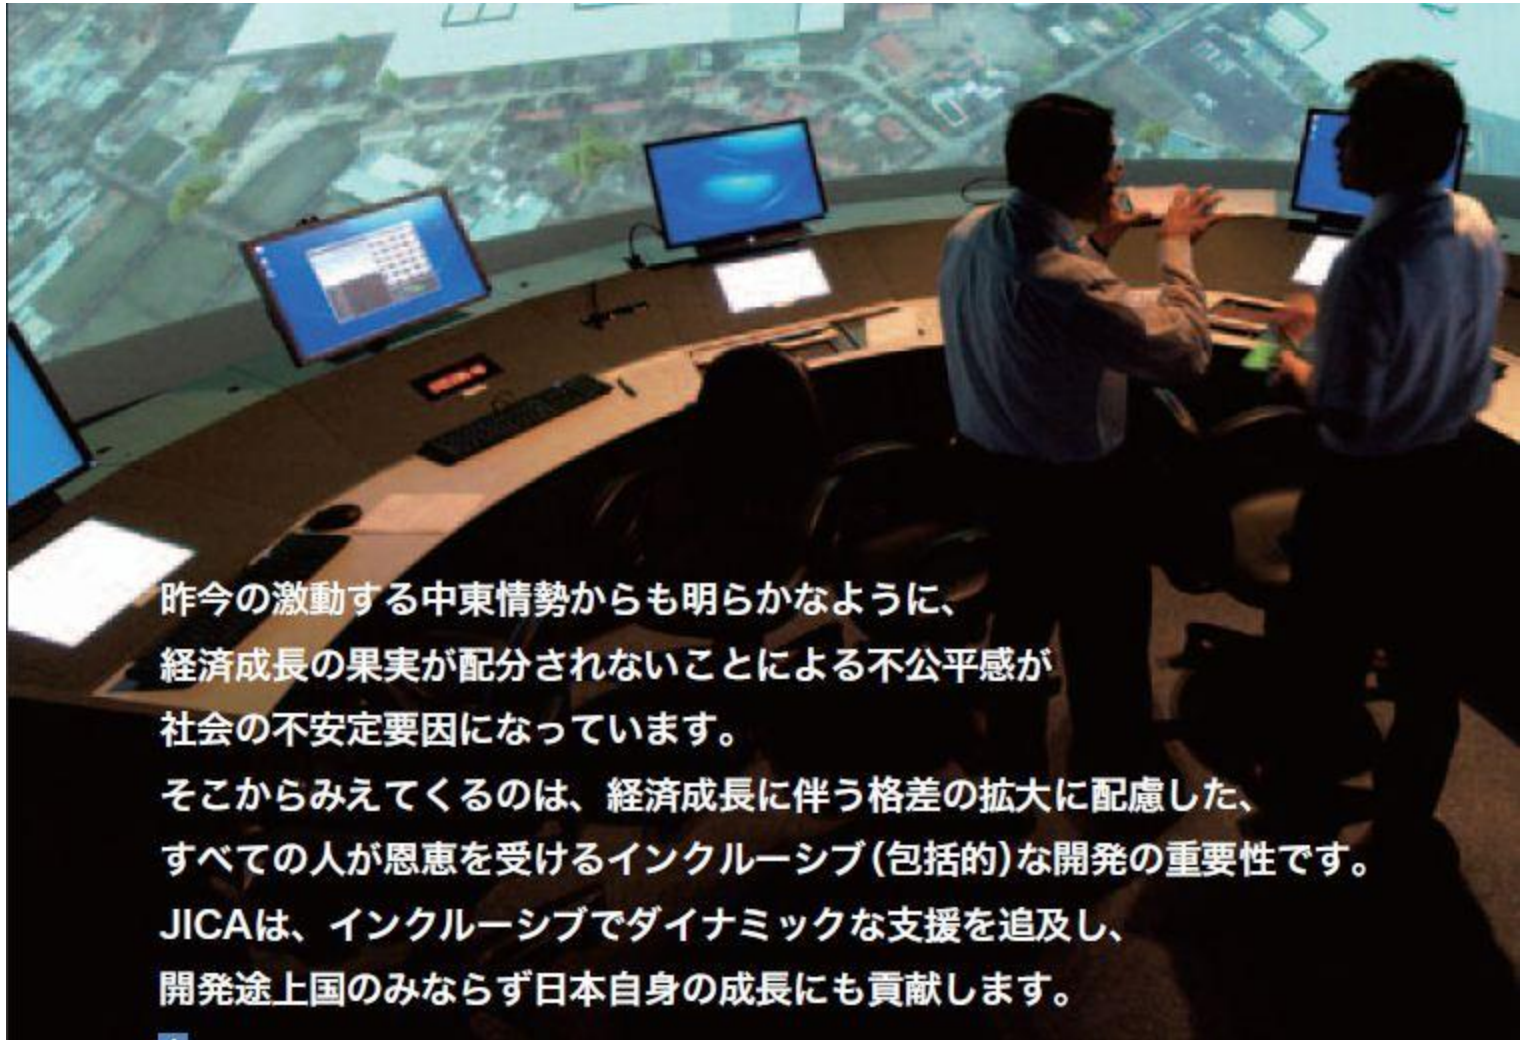 昨今の激動する中東情勢からも明らかなように、
経済成長の果実が配分されないことによる不公平感が
社会の不安定要因になっています。
そこからみえてくるのは、経済成長に伴う格差の拡大に配慮した、
すべての人が恩恵を受けるインクルーシブ(包括的)な開発の重要性です。
JICAは、インクルーシブでダイナミックな支援を追及し、
開発途上国のみならず日本自身の成長にも貢献します。